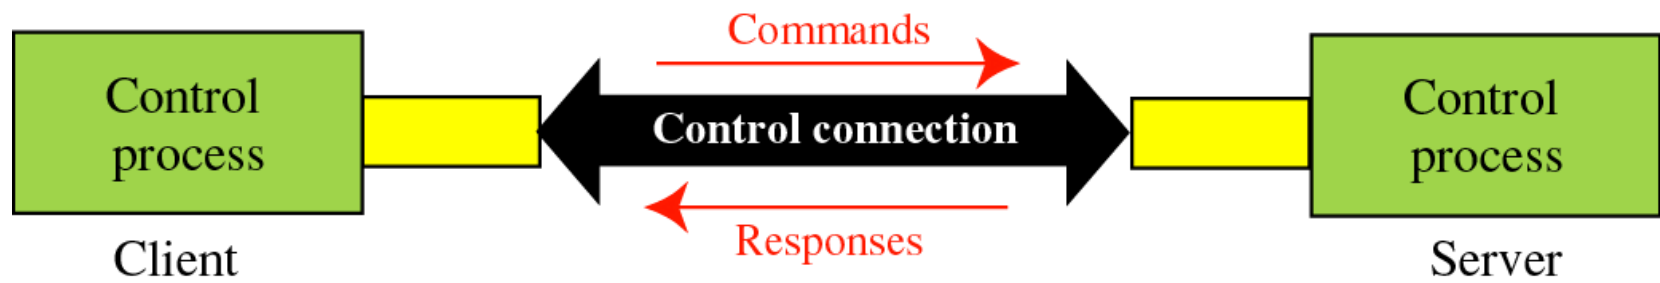 Commands
Control
process
Control connection
Control
process
Responses
Client
Server